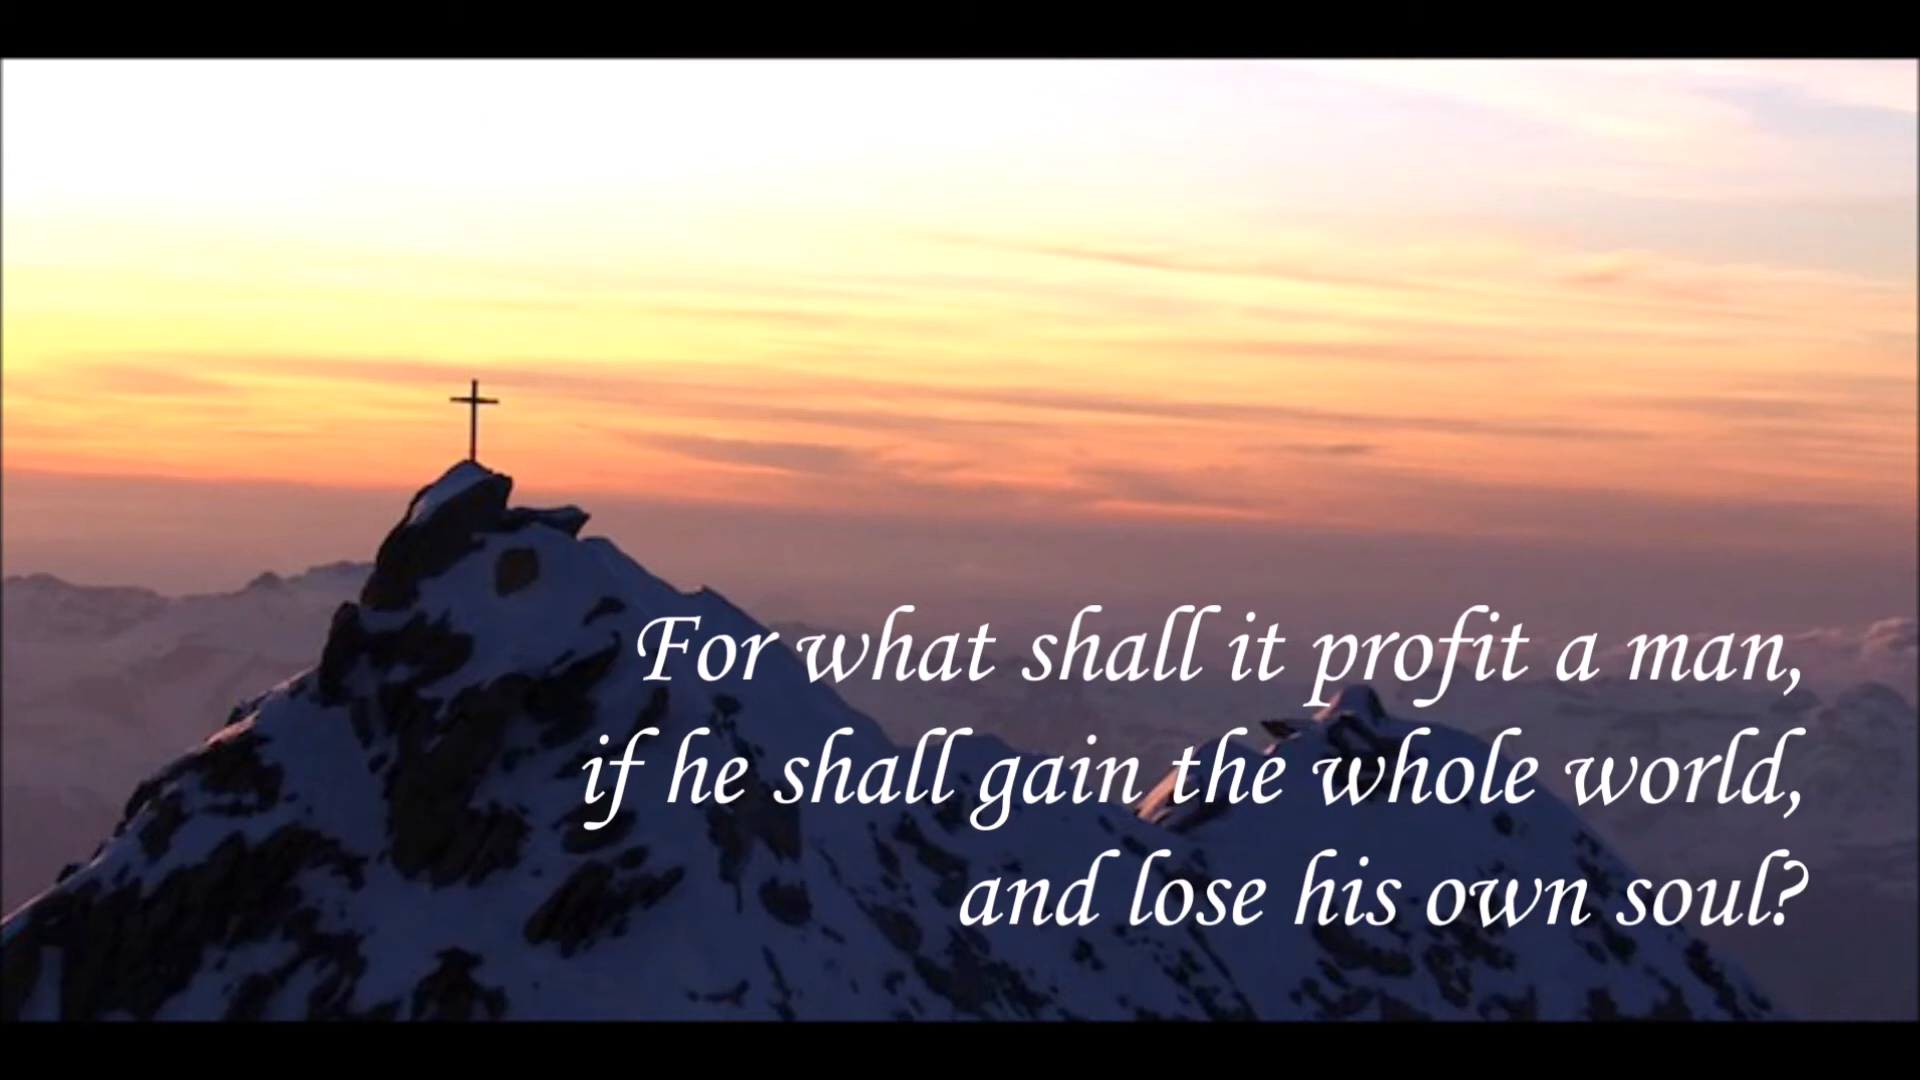 For what shall it profit a man,
if he shall gain the whole world,
and lose his own soul?